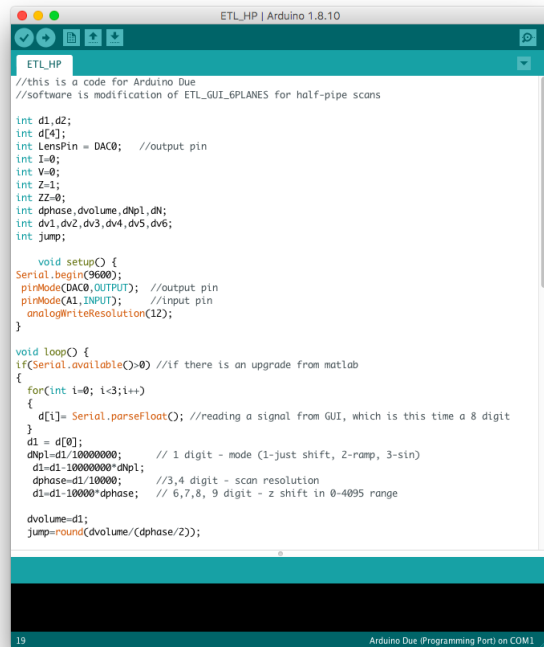 ETL_HP | Arduino 1.8.10
ETL_HP
//this is a code for Arduino Due
//software is modification of ETL_GUI_6PLANES for half-pipe scans
int d1,d2;
int d[4];
int LensPin = DAC0;   //output pin
int I=0;
int V=0;
int Z=1;
int ZZ=0;
int dphase,dvolume,dNpl,dN;
int dv1,dv2,dv3,dv4,dv5,dv6;
int jump;
void setup() {
Serial.begin(9600);
pinMode(DAC0,OUTPUT);  //output pin
pinMode(A1,INPUT);     //input pin
analogWriteResolution(12);
}
void loop() {
if(Serial.available()>0) //if there is an upgrade from matlab
{
for(int i=0; i<3;i++)
{
d[i]= Serial.parseFloat(); //reading a signal from GUI, which is this time a 8 digit
}
d1 = d[0];
dNpl=d1/10000000;      // 1 digit - mode (1-just shift, 2-ramp, 3-sin)
d1=d1-10000000*dNpl;
dphase=d1/10000;      //3,4 digit - scan resolution
d1=d1-10000*dphase;   // 6,7,8, 9 digit - z shift in 0-4095 range
dvolume=d1;
jump=round(dvolume/(dphase/2));
19
Arduino Due (Programming Port) on COM1